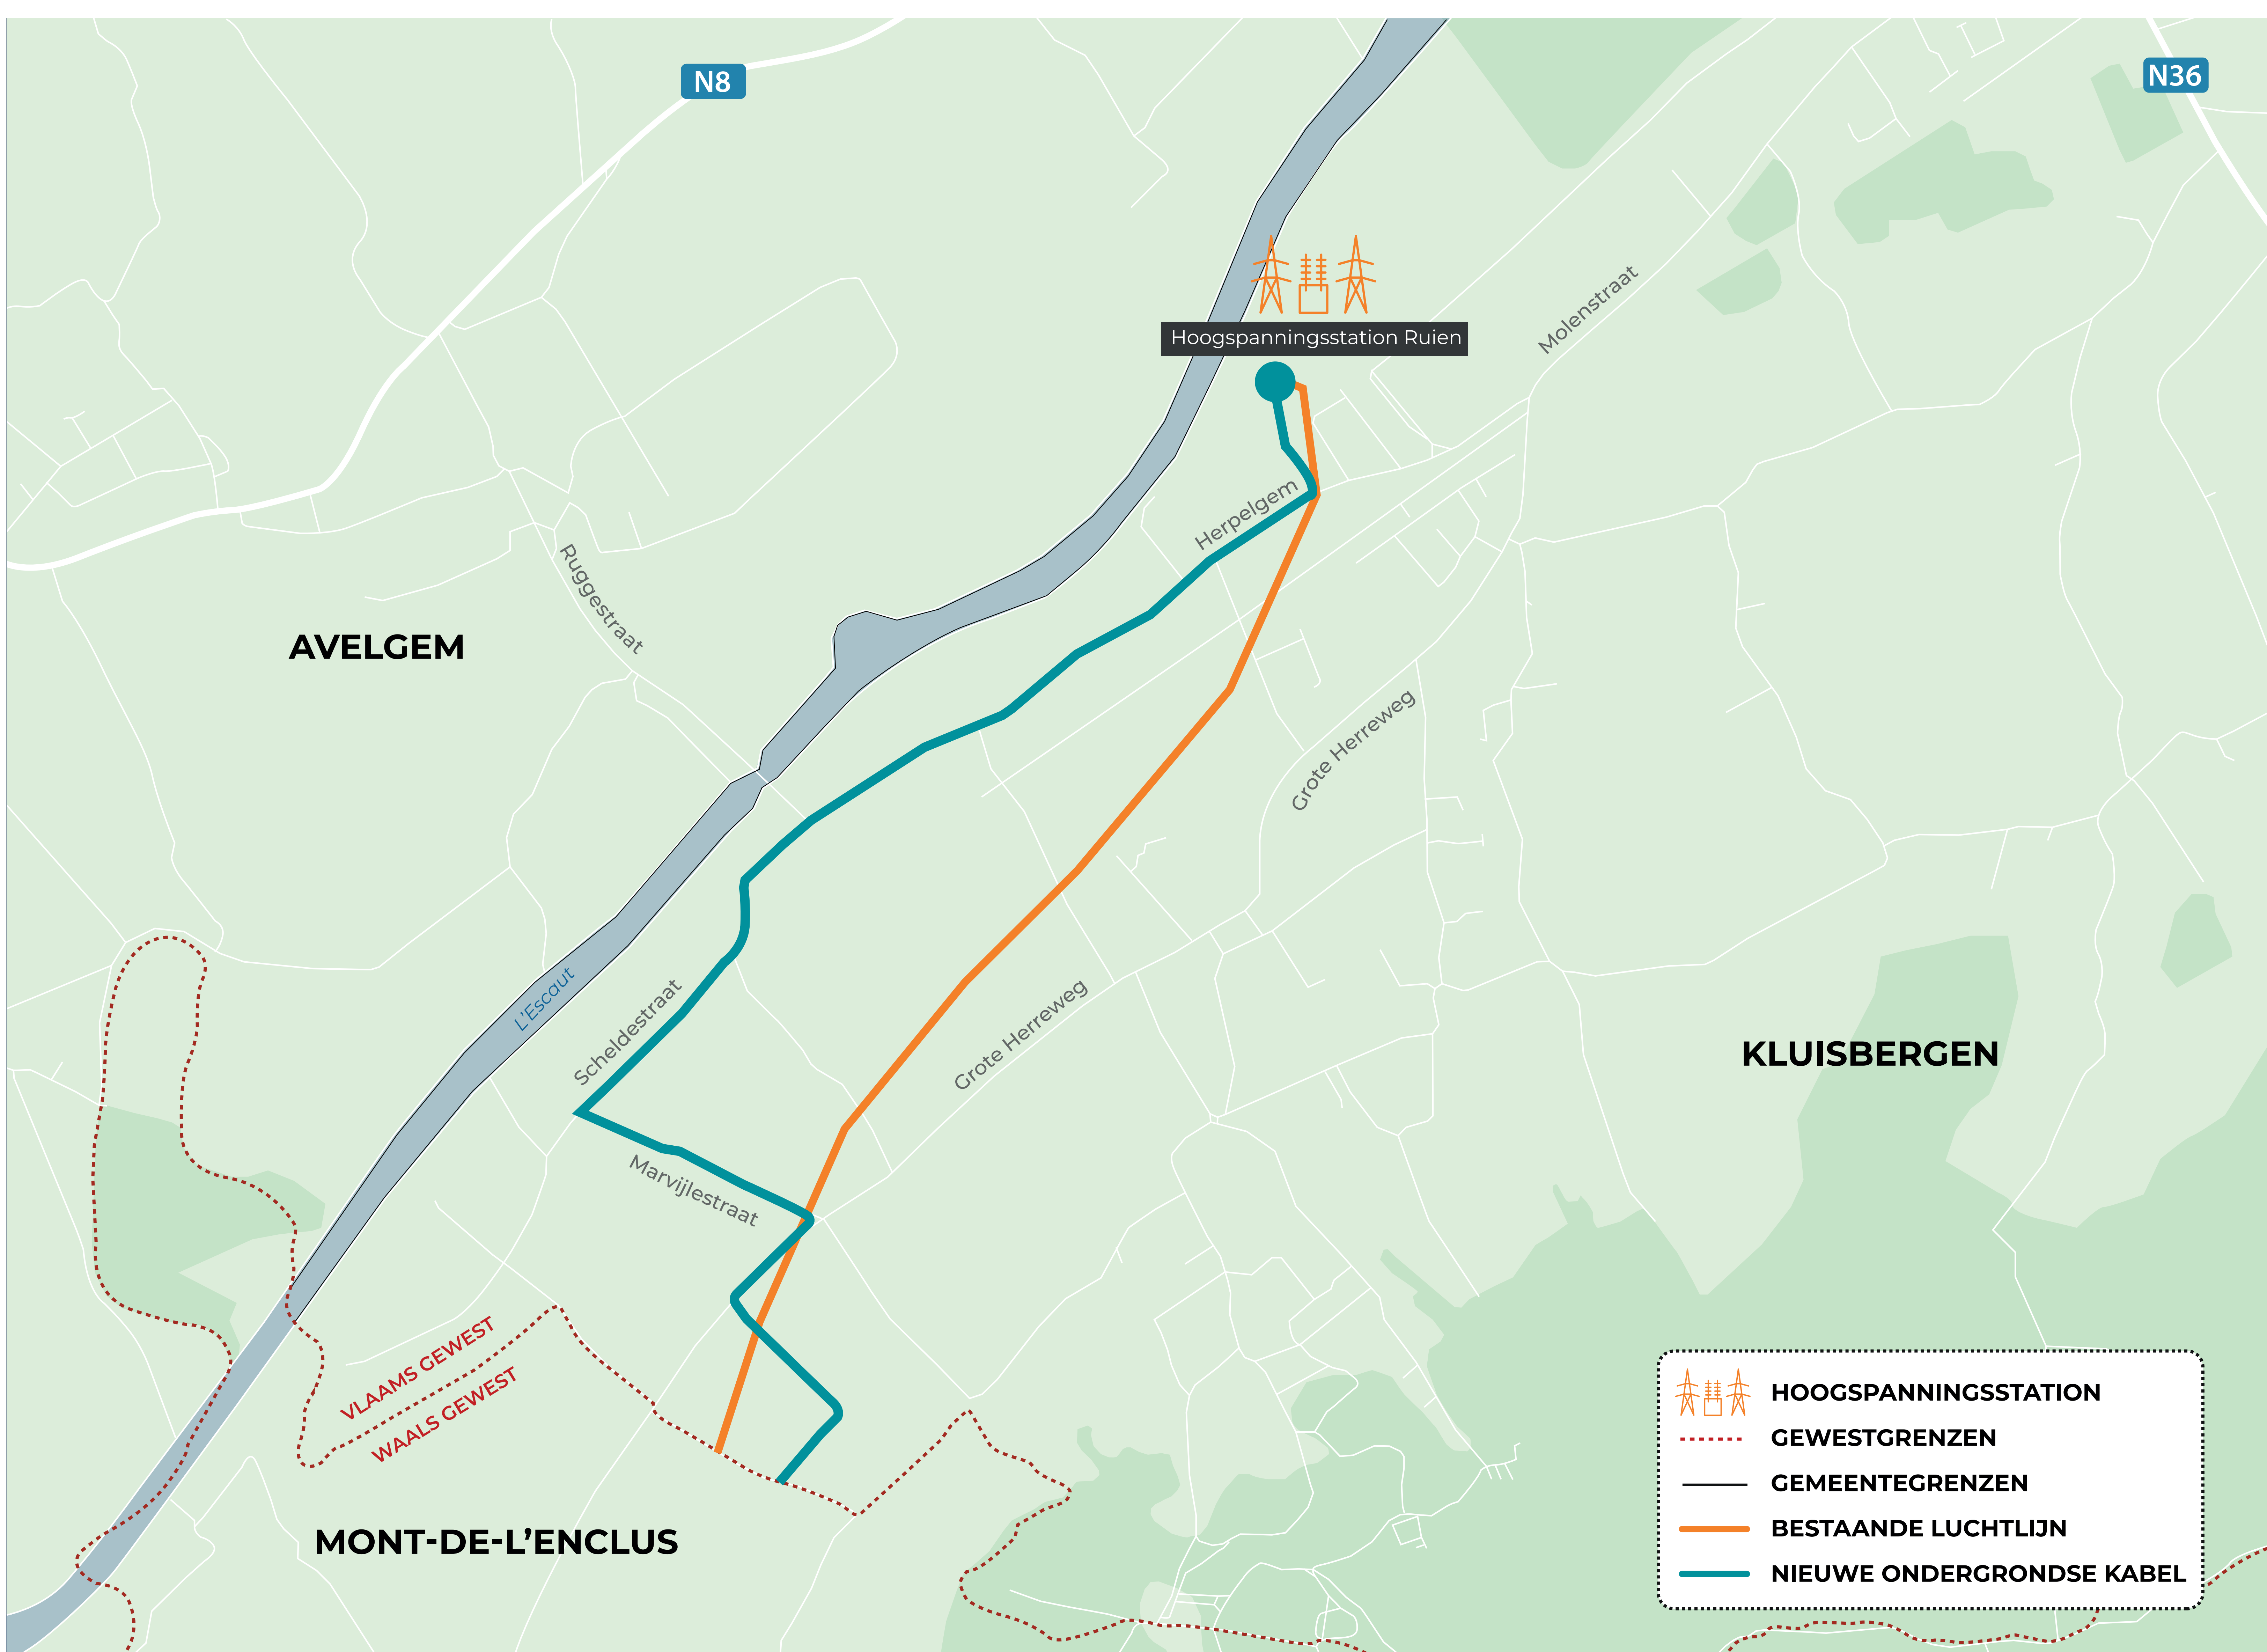 N8
N36
Hoogspanningsstation Ruien
Molenstraat
Herpelgem
Ruggestraat
AVELGEM
Grote Herreweg
L'Escaut
Scheldestraat
Grote Herreweg
KLUISBERGEN
Marvijlestraat
VLAAMS GEWEST
WAALS GEWEST
MONT-DE-L’ENCLUS
HOOGSPANNINGSSTATION
GEWESTGRENZEN
GEMEENTEGRENZEN
BESTAANDE LUCHTLIJN
NIEUWE ONDERGRONDSE KABEL